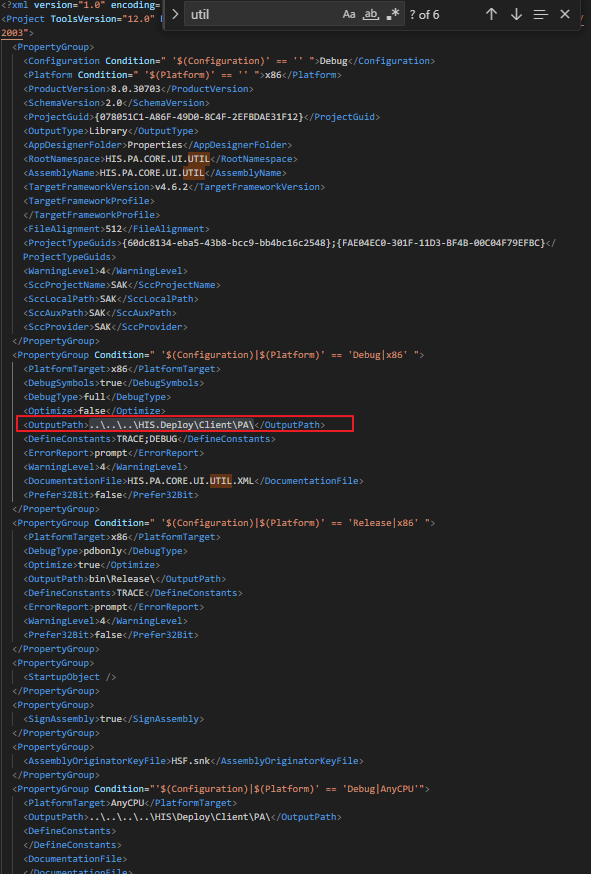 <?xml version="1.0" encoding=
<Project ToolsVersion="12.0"
2003">
util
Aa
ab
.*
? of 6
<PropertyGroup>
<Configuration Condition=" '$(Configuration)' == '' ">Debug</Configuration>
<Platform Condition=" '$(Platform)' == '' ">x86</Platform>
<ProductVersion>8.0.30703</ProductVersion>
<SchemaVersion>2.0</SchemaVersion>
<ProjectGuid>{078051C1-A86F-49D0-8C4F-2EFBDAE31F12}</ProjectGuid>
<OutputType>Library</OutputType>
<AppDesignerFolder>Properties</AppDesignerFolder>
<RootNamespace>HIS.PA.CORE.UI.UTIL</RootNamespace>
<AssemblyName>HIS.PA.CORE.UI.UTIL</AssemblyName>
<TargetFrameworkVersion>v4.6.2</TargetFrameworkVersion>
<TargetFrameworkProfile>
</TargetFrameworkProfile>
<FileAlignment>512</FileAlignment>
<ProjectTypeGuids>{60dc8134-eba5-43b8-bcc9-bb4bc16c2548};{FAE04EC0-301F-11D3-BF4B-00C04F79EFBC}</
ProjectTypeGuids>
<WarningLevel>4</WarningLevel>
<SccProjectName>SAK</SccProjectName>
<SccLocalPath>SAK</SccLocalPath>
<SccAuxPath>SAK</SccAuxPath>
<SccProvider>SAK</SccProvider>
</PropertyGroup>
<PropertyGroup Condition=" '$(Configuration)|$(Platform)' == 'Debug|x86' ">
<PlatformTarget>x86</PlatformTarget>
<DebugSymbols>true</DebugSymbols>
<DebugType>full</DebugType>
<Optimize>false</Optimize>
<OutputPath>..\..\..\HIS.Deploy\Client\PA\</OutputPath>
<DefineConstants>TRACE;DEBUG</DefineConstants>
<ErrorReport>prompt</ErrorReport>
<WarningLevel>4</WarningLevel>
<DocumentationFile>HIS.PA.CORE.UI.UTIL.XML</DocumentationFile>
<Prefer32Bit>false</Prefer32Bit>
</PropertyGroup>
<PropertyGroup Condition=" '$(Configuration)|$(Platform)' == 'Release|x86' ">
<PlatformTarget>x86</PlatformTarget>
<DebugType>pdbonly</DebugType>
<Optimize>true</Optimize>
<OutputPath>bin\Release\</OutputPath>
<DefineConstants>TRACE</DefineConstants>
<ErrorReport>prompt</ErrorReport>
<WarningLevel>4</WarningLevel>
<Prefer32Bit>false</Prefer32Bit>
</PropertyGroup>
<PropertyGroup>
<StartupObject />
</PropertyGroup>
<PropertyGroup>
<SignAssembly>true</SignAssembly>
</PropertyGroup>
<PropertyGroup>
<AssemblyOriginatorKeyFile>HSF.snk</AssemblyOriginatorKeyFile>
</PropertyGroup>
<PropertyGroup Condition="'$(Configuration)|$(Platform)' == 'Debug|AnyCPU'">
<PlatformTarget>AnyCPU</PlatformTarget>
<OutputPath>..\..\..\..\HIS\Deploy\Client\PA\</OutputPath>
<DefineConstants>
</DefineConstants>
<DocumentationFile>
</DocumentationFile>